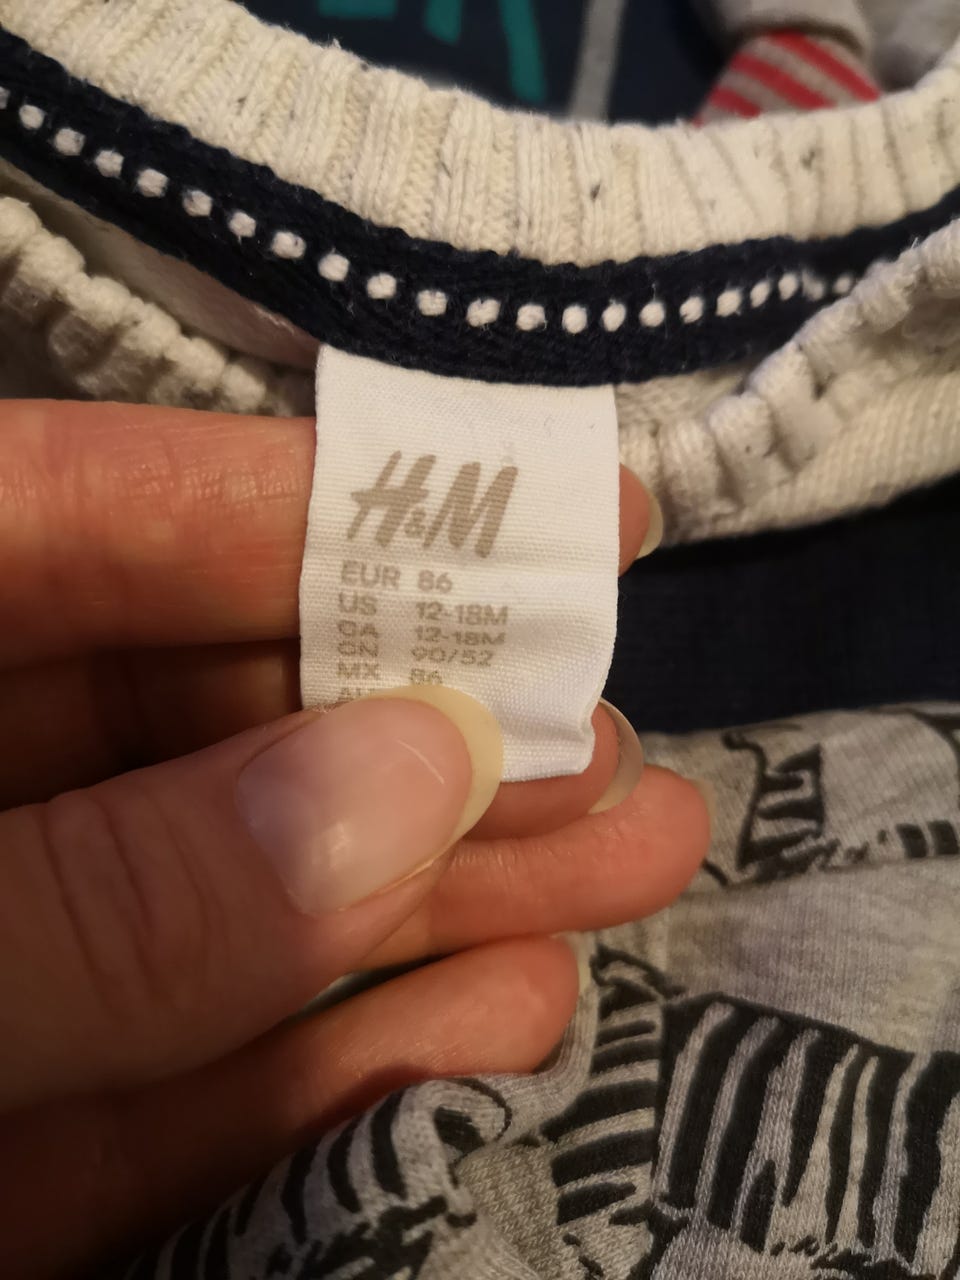 H&M
EUR 86
US 12-18M
CA 12-18M
CN 90/52
MX 86